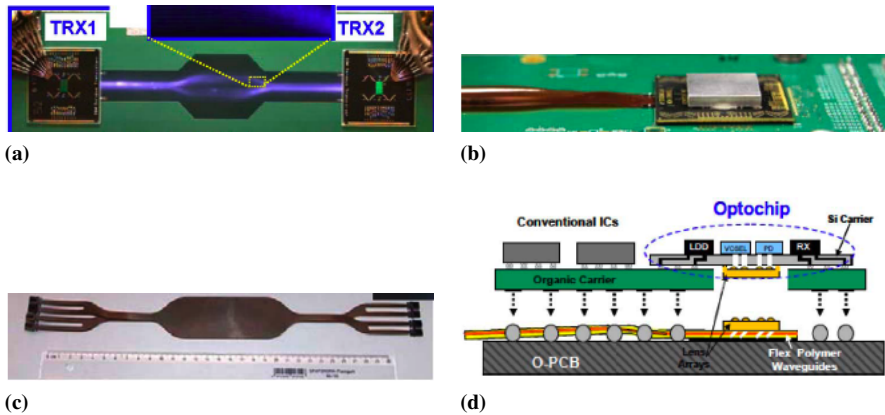 TRX1
TRX2
(a)
(b)
(c)
Optochip
Conventional ICs
Si Carrier
LDD
VCSEL
PD
RX
Organic Carrier
Lens
Arrays
O-PCB
Flex Polymer
Waveguides
(d)